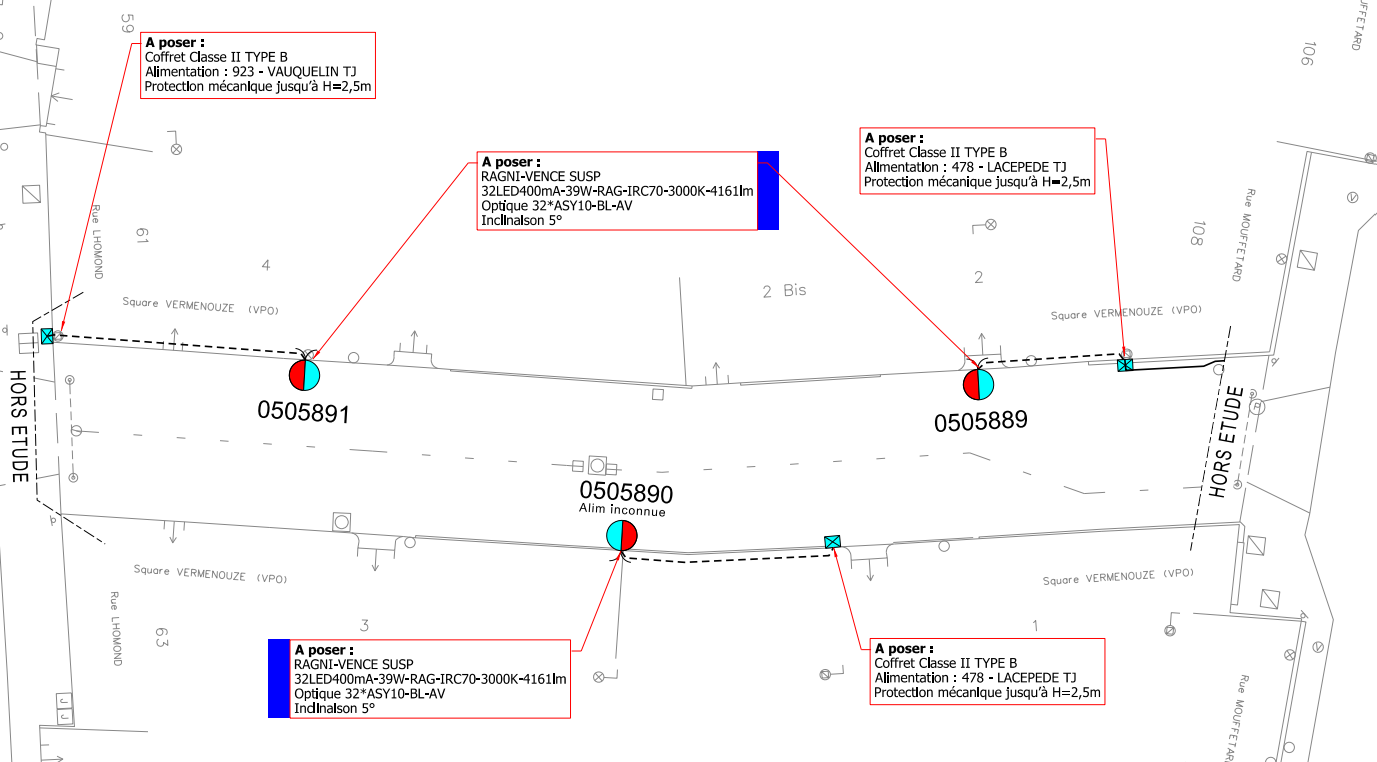 59
A poser :
Coffret Classe II TYPE B
Alimentation : 923 - VAUQUELIN TJ
Protection mécanique jusqu'à H=2,5m
106
MOUFFETARD
A poser :
RAGNI-VENCE SUSP
32LED400mA-39W-RAG-IRC70-3000K-4161lm
Optique 32*ASY10-BL-AV
Inclinaison 5°
A poser :
Coffret Classe II TYPE B
Alimentation : 478 - LACEPEDE TJ
Protection mécanique jusqu'à H=2,5m
Rue LHOMOND
61
4
2 Bis
2
108
Rue MOUFFETARD
Square VERMENOUZE (VPO)
Square VERMENOUZE (VPO)
HORS ETUDE
0505891
0505889
HORS ETUDE
0505890
Alim inconnue
Square VERMENOUZE (VPO)
Square VERMENOUZE (VPO)
Rue LHOMOND
63
3
1
A poser :
RAGNI-VENCE SUSP
32LED400mA-39W-RAG-IRC70-3000K-4161lm
Optique 32*ASY10-BL-AV
Inclinaison 5°
A poser :
Coffret Classe II TYPE B
Alimentation : 478 - LACEPEDE TJ
Protection mécanique jusqu'à H=2,5m
Rue MOUFFETARD
J J